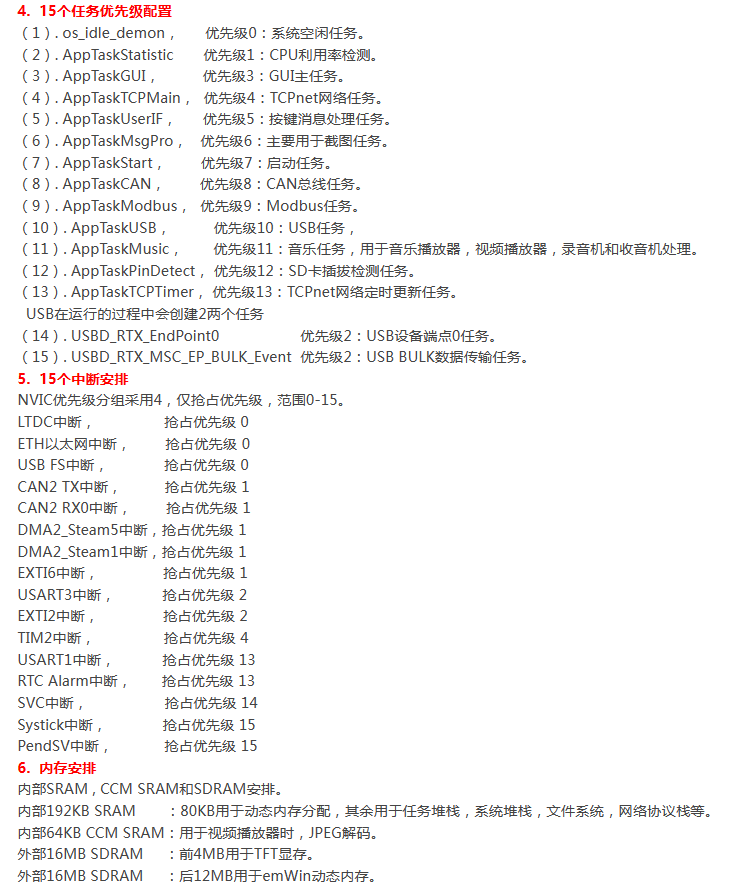 4. 15个任务优先级配置
（1）. os_idle_demon， 优先级0：系统空闲任务。
（2）. AppTaskStatistic 优先级1：CPU利用率检测。
（3）. AppTaskGUI， 优先级3：GUI主任务。
（4）. AppTaskTCPMain， 优先级4：TCPnet网络任务。
（5）. AppTaskUserIF， 优先级5：按键消息处理任务。
（6）. AppTaskMsgPro， 优先级6：主要用于截图任务。
（7）. AppTaskStart， 优先级7：启动任务。
（8）. AppTaskCAN， 优先级8：CAN总线任务。
（9）. AppTaskModbus， 优先级9：Modbus任务。
（10）. AppTaskUSB， 优先级10：USB任务，
（11）. AppTaskMusic， 优先级11：音乐任务，用于音乐播放器，视频播放器，录音机和收音机处理。
（12）. AppTaskPinDetect， 优先级12：SD卡插拔检测任务。
（13）. AppTaskTCPTimer， 优先级13：TCPnet网络定时更新任务。
USB在运行的过程中会创建2两个任务
（14）. USBD_RTX_EndPoint0 优先级2：USB设备端点0任务。
（15）. USBD_RTX_MSC_EP_BULK_Event 优先级2：USB BULK数据传输任务。
5. 15个中断安排
NVIC优先级分组采用4，仅抢占优先级，范围0-15。
LTDC中断， 抢占优先级 0
ETH以太网中断， 抢占优先级 0
USB FS中断， 抢占优先级 0
CAN2 TX中断， 抢占优先级 1
CAN2 RX0中断， 抢占优先级 1
DMA2_Steam5中断，抢占优先级 1
DMA2_Steam1中断，抢占优先级 1
EXTI6中断， 抢占优先级 1
USART3中断， 抢占优先级 2
EXTI2中断， 抢占优先级 2
TIM2中断， 抢占优先级 4
USART1中断， 抢占优先级 13
RTC Alarm中断， 抢占优先级 13
SVC中断， 抢占优先级 14
Systick中断， 抢占优先级 15
PendSV中断， 抢占优先级 15
6. 内存安排
内部SRAM，CCM SRAM和SDRAM安排。
内部192KB SRAM ：80KB用于动态内存分配，其余用于任务堆栈，系统堆栈，文件系统，网络协议栈等。
内部64KB CCM SRAM：用于视频播放器时，JPEG解码。
外部16MB SDRAM ：前4MB用于TFT显存。
外部16MB SDRAM ：后12MB用于emWin动态内存。